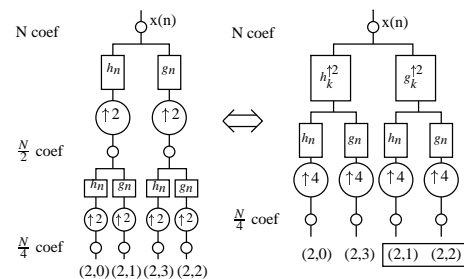 x(n)
N coef
h_n g_n
↑2 ↑2
N/2 coef
h_n g_n h_n g_n
↑2 ↑2 ↑2 ↑2
N/4 coef
(2,0) (2,1) (2,3) (2,2)
⟺
x(n)
N coef
h_k^{↑2} g_k^{↑2}
h_n g_n h_n g_n
↑4 ↑4 ↑4 ↑4
N/4 coef
(2,0) (2,3) (2,1) (2,2)